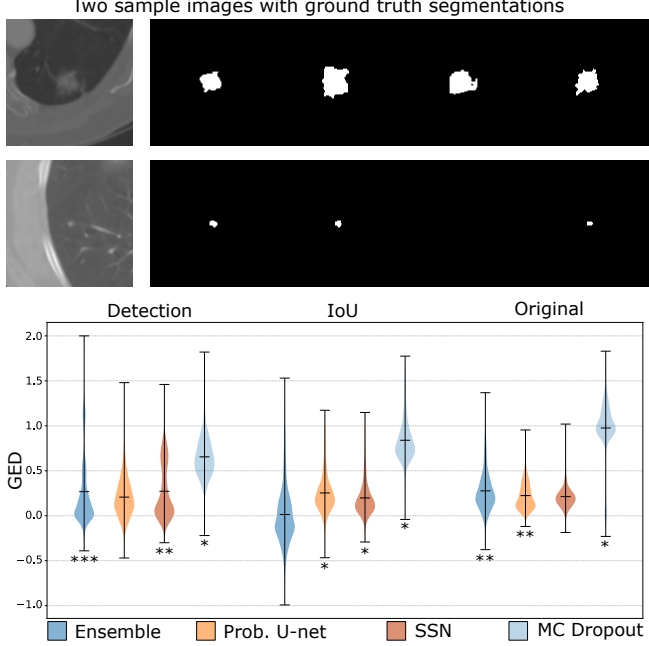 Two sample images with ground truth segmentations
Detection IoU Original
2.0
1.5
1.0
0.5
0.0
−0.5
−1.0
GED
*** ** * * * * ** ** *
Ensemble Prob. U-net SSN MC Dropout